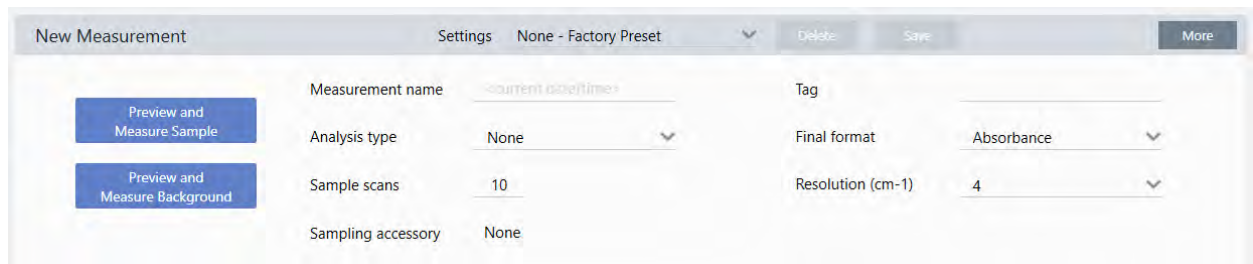 New Measurement Settings None - Factory Preset Delete Save More
Measurement name <current date/time> Tag
Preview and
Measure Sample
Analysis type None Final format Absorbance
Preview and
Measure Background
Sample scans 10 Resolution (cm-1) 4
Sampling accessory None